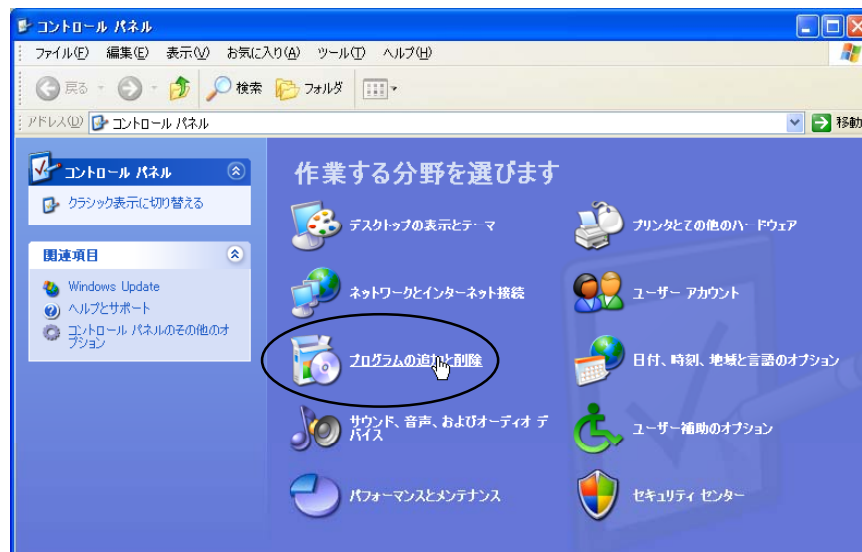 コントロール パネル
ファイル(F) 編集(E) 表示(V) お気に入り(A) ツール(T) ヘルプ(H)
戻る 検索 フォルダ
アドレス(D) コントロール パネル 移動
コントロール パネル
クラシック表示に切り替える
関連項目
Windows Update
ヘルプとサポート
コントロール パネルのその他のオ
プション
作業する分野を選びます
デスクトップの表示とテーマ
プリンタとその他のハードウェア
ネットワークとインターネット接続
ユーザー アカウント
プログラムの追加と削除
日付、時刻、地域と言語のオプション
サウンド、音声、およびオーディオ デ
バイス
ユーザー補助のオプション
パフォーマンスとメンテナンス
セキュリティ センター